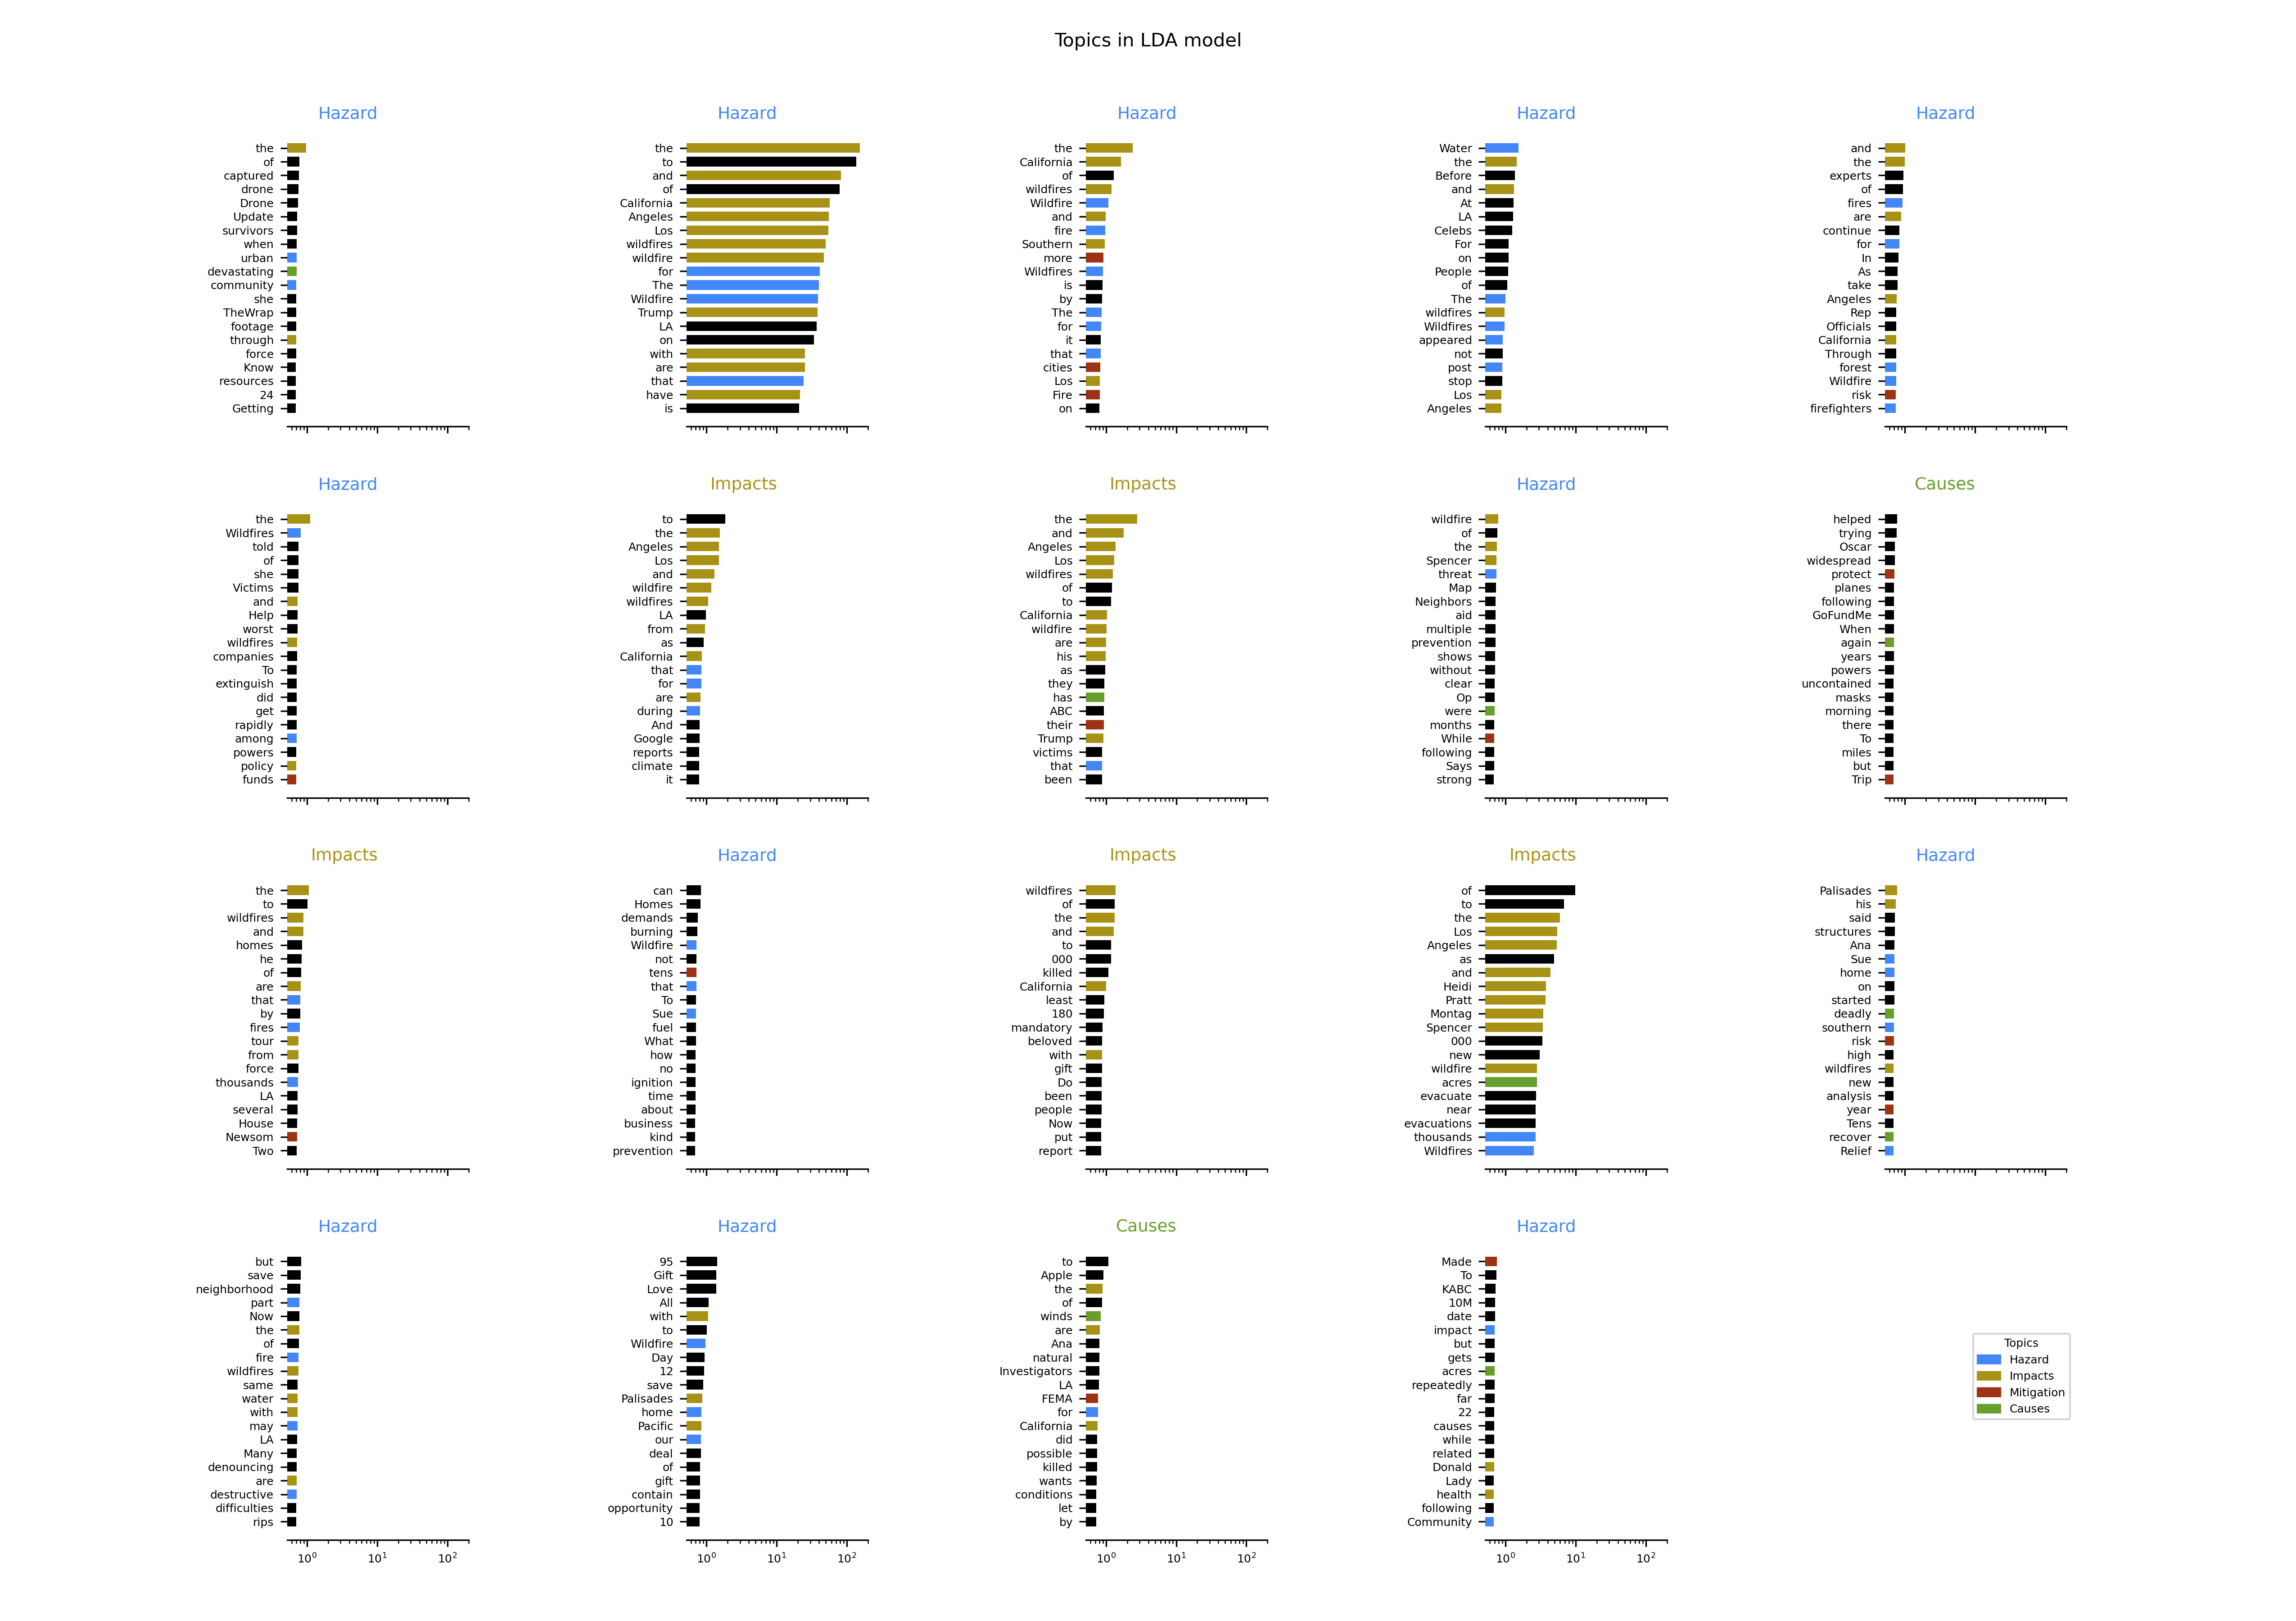 Topics in LDA model
Hazard
the
of
captured
drone
Drone
Update
survivors
when
urban
devastating
community
she
TheWrap
footage
through
force
Know
resources
24
Getting
Hazard
the
to
and
of
California
Angeles
Los
wildfires
wildfire
for
The
Wildfire
Trump
LA
on
with
are
that
have
is
Hazard
the
California
of
wildfires
Wildfire
and
fire
Southern
more
Wildfires
is
by
The
for
it
that
cities
Los
Fire
on
Hazard
Water
the
Before
and
At
LA
Celebs
For
on
People
of
The
wildfires
Wildfires
appeared
not
post
stop
Los
Angeles
Hazard
and
the
experts
of
fires
are
continue
for
In
As
take
Angeles
Rep
Officials
California
Through
forest
Wildfire
risk
firefighters
Hazard
the
Wildfires
told
of
she
Victims
and
Help
worst
wildfires
companies
To
extinguish
did
get
rapidly
among
powers
policy
funds
Impacts
to
the
Angeles
Los
and
wildfire
wildfires
LA
from
as
California
that
for
are
during
And
Google
reports
climate
it
Impacts
the
and
Angeles
Los
wildfires
of
to
California
wildfire
are
his
as
they
has
ABC
their
Trump
victims
that
been
Hazard
wildfire
of
the
Spencer
threat
Map
Neighbors
aid
multiple
prevention
shows
without
clear
Op
were
months
While
following
Says
strong
Causes
helped
trying
Oscar
widespread
protect
planes
following
GoFundMe
When
again
years
powers
uncontained
masks
morning
there
To
miles
but
Trip
Impacts
the
to
wildfires
and
homes
he
of
are
that
by
fires
tour
from
force
thousands
LA
several
House
Newsom
Two
Hazard
can
Homes
demands
burning
Wildfire
not
tens
that
To
Sue
fuel
What
how
no
ignition
time
about
business
kind
prevention
Impacts
wildfires
of
the
and
to
000
killed
California
least
180
mandatory
beloved
with
gift
Do
been
people
Now
put
report
Impacts
of
to
the
Los
Angeles
as
and
Heidi
Pratt
Montag
Spencer
000
new
wildfire
acres
evacuate
near
evacuations
thousands
Wildfires
Hazard
Palisades
his
said
structures
Ana
Sue
home
on
started
deadly
southern
risk
high
wildfires
new
analysis
year
Tens
recover
Relief
Hazard
but
save
neighborhood
part
Now
the
of
fire
wildfires
same
water
with
may
LA
Many
denouncing
are
destructive
difficulties
rips
10⁰ 10¹ 10²
Hazard
95
Gift
Love
All
with
to
Wildfire
Day
12
save
Palisades
home
Pacific
our
deal
of
gift
contain
opportunity
10
10⁰ 10¹ 10²
Causes
to
Apple
the
of
winds
are
Ana
natural
Investigators
LA
FEMA
for
California
did
possible
killed
wants
conditions
let
by
10⁰ 10¹ 10²
Hazard
Made
To
KABC
10M
date
impact
but
gets
acres
repeatedly
far
22
causes
while
related
Donald
Lady
health
following
Community
10⁰ 10¹ 10²
Topics
Hazard
Impacts
Mitigation
Causes